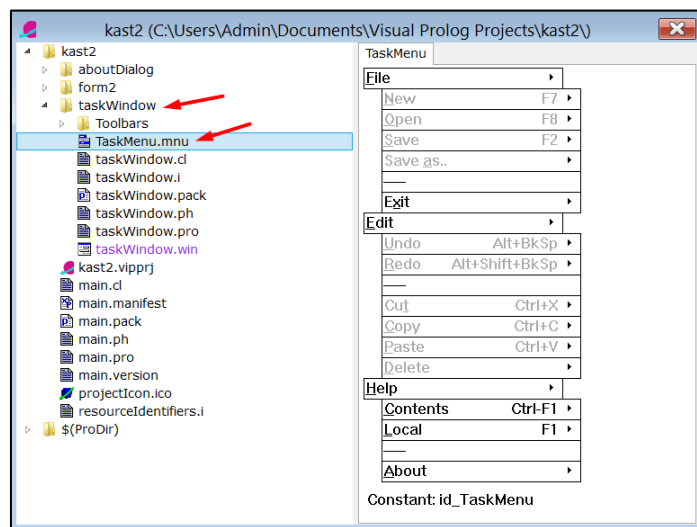 kast2 (C:\Users\Admin\Documents\Visual Prolog Projects\kast2\)
kast2
aboutDialog
form2
taskWindow
Toolbars
TaskMenu.mnu
taskWindow.cl
taskWindow.i
taskWindow.pack
taskWindow.ph
taskWindow.pro
taskWindow.win
kast2.vipprj
main.cl
main.manifest
main.pack
main.ph
main.pro
main.version
projectIcon.ico
resourceIdentifiers.i
$(ProDir)
TaskMenu
File
New F7
Open F8
Save F2
Save as..
Exit
Edit
Undo Alt+BkSp
Redo Alt+Shift+BkSp
Cut Ctrl+X
Copy Ctrl+C
Paste Ctrl+V
Delete
Help
Contents Ctrl-F1
Local F1
About
Constant: id_TaskMenu